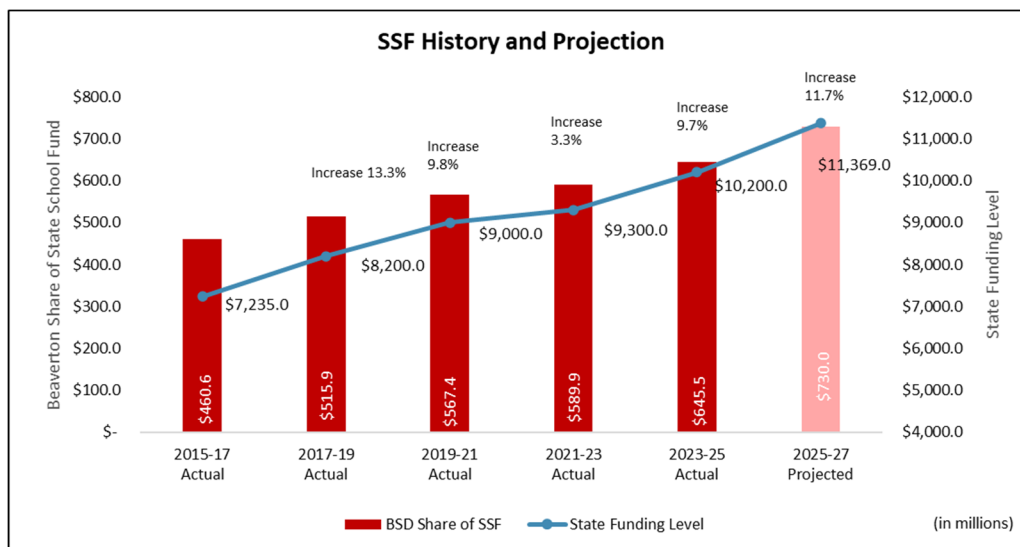 SSF History and Projection
Beaverton Share of State School Fund
$800.0
$700.0
$600.0
$500.0
$400.0
$300.0
$200.0
$100.0
$-
Increase 13.3%
Increase
9.8%
Increase
3.3%
Increase
9.7%
Increase
11.7%
$7,235.0
$8,200.0
$9,000.0
$9,300.0
$10,200.0
$11,369.0
$460.6
$515.9
$567.4
$589.9
$645.5
$730.0
$12,000.0
$11,000.0
$10,000.0
$9,000.0
$8,000.0
$7,000.0
$6,000.0
$5,000.0
$4,000.0
State Funding Level
2015-17
Actual
2017-19
Actual
2019-21
Actual
2021-23
Actual
2023-25
Actual
2025-27
Projected
BSD Share of SSF
State Funding Level
(in millions)